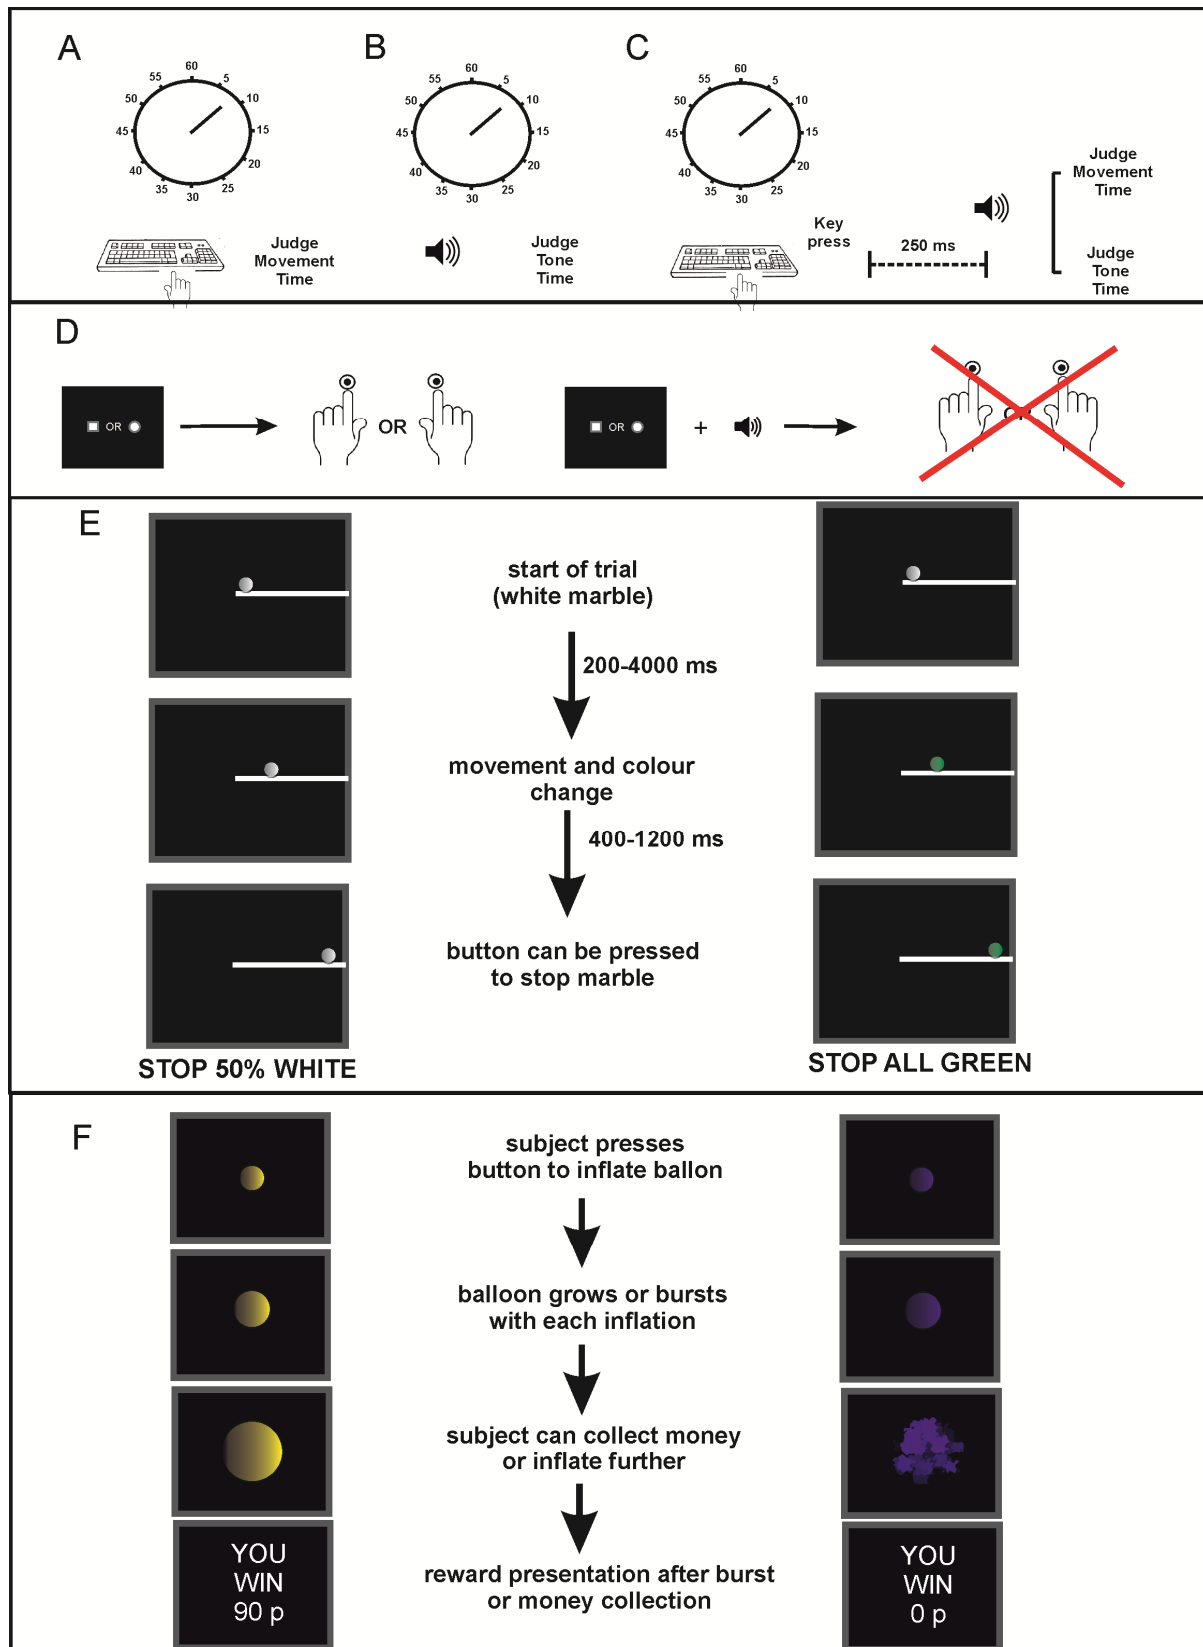 A
60
55
5
50
10
45
15
40
20
35
25
30
Judge
Movement
Time
B
60
55
5
50
10
45
15
40
20
35
25
30
Judge
Tone
Time
C
60
55
5
50
10
45
15
40
20
35
25
30
Key
press
250 ms
Judge
Movement
Time
Judge
Tone
Time
D
OR
OR
OR
+
E
start of trial
(white marble)
200-4000 ms
movement and colour
change
400-1200 ms
button can be pressed
to stop marble
STOP 50% WHITE
STOP ALL GREEN
F
subject presses
button to inflate ballon
balloon grows or bursts
with each inflation
subject can collect money
or inflate further
reward presentation after burst
or money collection
YOU
WIN
90 p
YOU
WIN
0 p